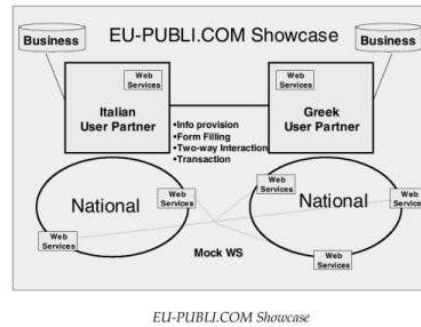 EU-PUBLI.COM Showcase
Business
Business
Web
Services
Web
Services
Italian
User Partner
Greek
User Partner
•Info provision
•Form Filling
•Two-way Interaction
•Transaction
Web
Services
Web
Services
Web
Services
National
National
Web
Services
Mock WS
Web
Services
EU-PUBLI.COM Showcase